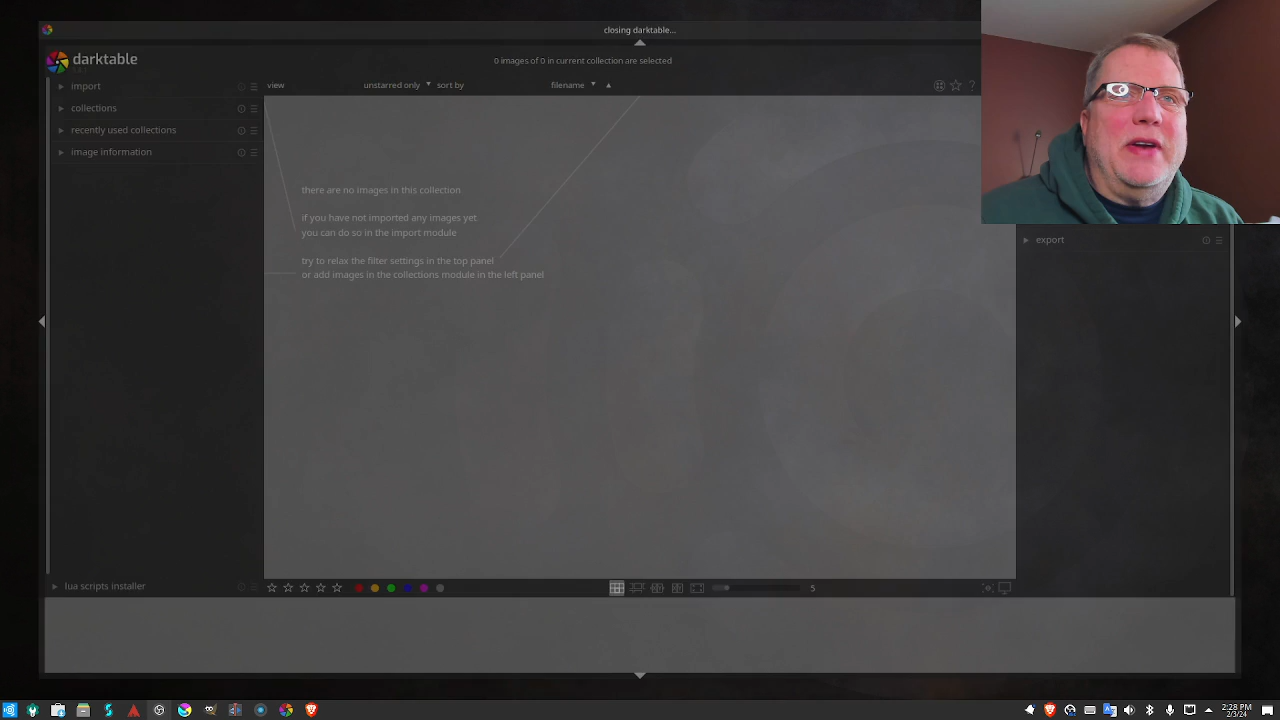 closing darktable...
darktable
0 images of 0 in current collection are selected
import
view
unstarred only
sort by
filename
collections
recently used collections
image information
there are no images in this collection
if you have not imported any images yet
you can do so in the import module
try to relax the filter settings in the top panel
or add images in the collections module in the left panel
export
lua scripts installer
5
2:28 PM
2/3/24